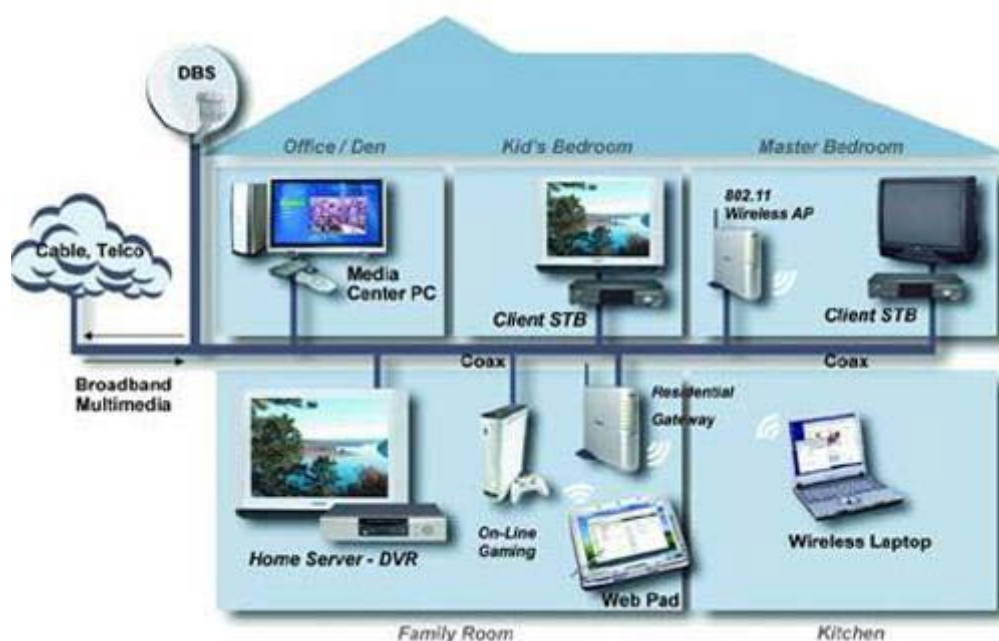 DBS
Office / Den
Kid's Bedroom
Master Bedroom
802.11
Wireless AP
Cable, Telco
Media
Center PC
Client STB
Client STB
Coax
Coax
Broadband
Multimedia
Residential
Gateway
On-Line
Gaming
Home Server - DVR
Wireless Laptop
Web Pad
Family Room
Kitchen